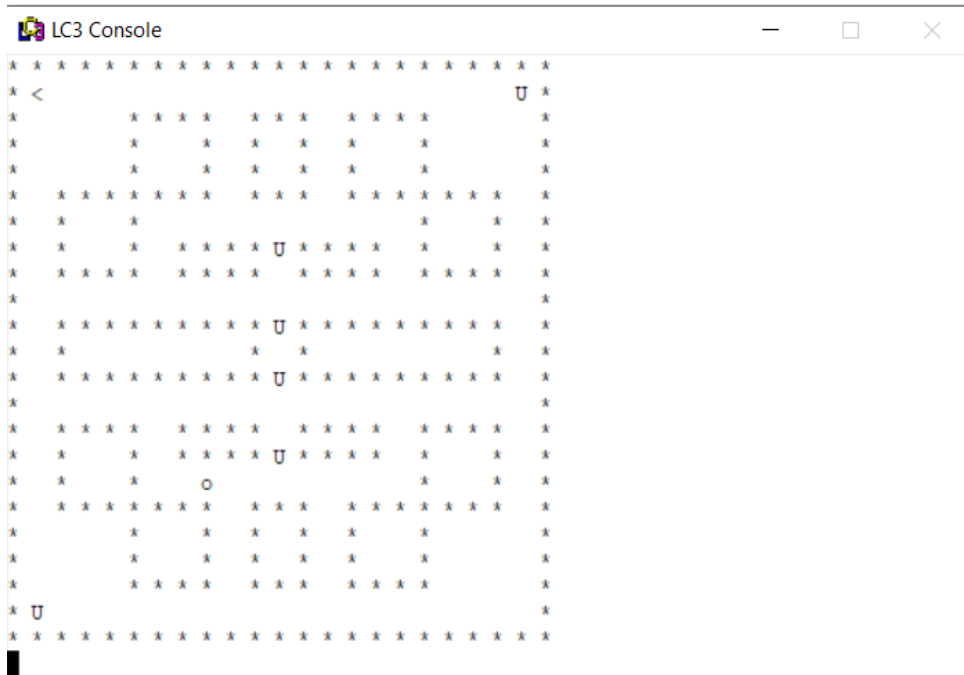 LC3 Console
* * * * * * * * * * * * * * * * * * * * * * *
* <                                       U *
*         * * * *   * * *   * * * *         *
*         *     *   *   *   *     *         *
*         *     *   *   *   *     *         *
*   * * * * * * *   * * *   * * * * * * *   *
*   *     *                       *     *   *
*   *     *   * * * * U * * * *   *     *   *
*   * * * *   * * * *   * * * *   * * * *   *
*                                           *
*   * * * * * * * * * U * * * * * * * * *   *
*   *               *   *               *   *
*   * * * * * * * * * U * * * * * * * * *   *
*                                           *
*   * * * *   * * * *   * * * *   * * * *   *
*   *     *   * * * * U * * * *   *     *   *
*   *     *     o                 *     *   *
*   * * * * * * *   * * *   * * * * * * *   *
*         *     *   *   *   *     *         *
*         *     *   *   *   *     *         *
*         * * * *   * * *   * * * *         *
* U                                         *
* * * * * * * * * * * * * * * * * * * * * * *